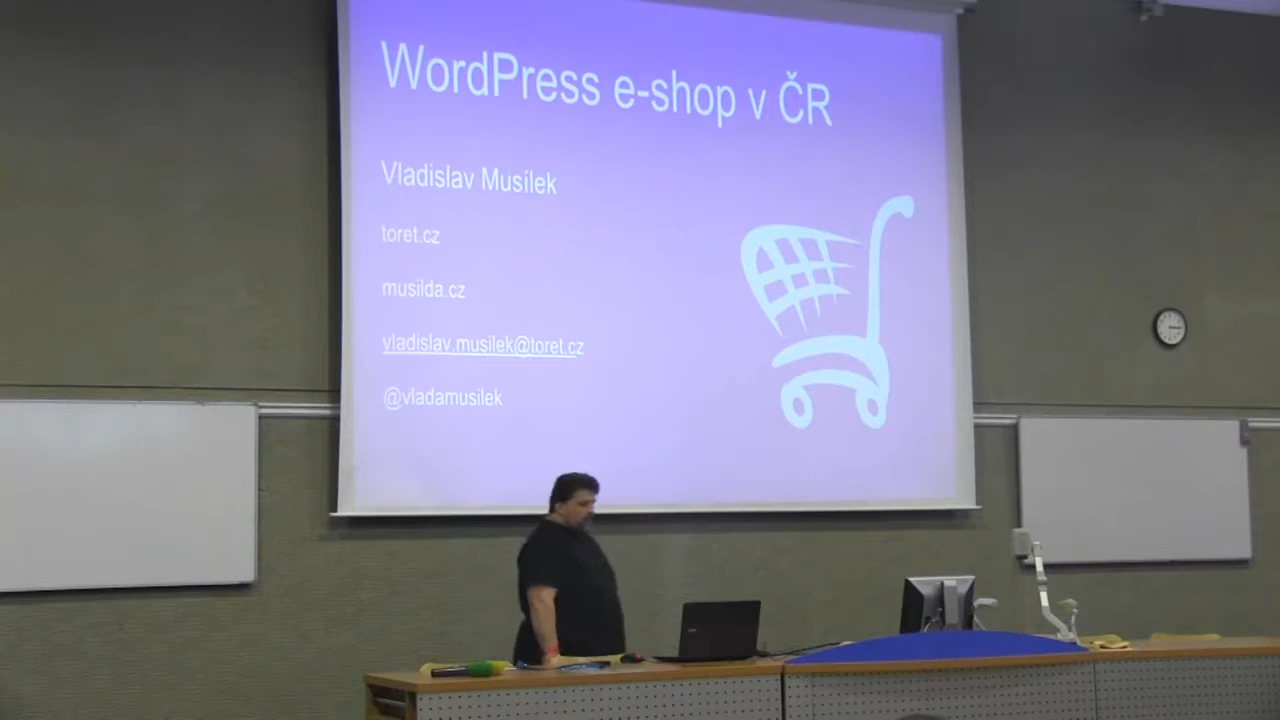 WordPress e-shop v ČR
Vladislav Musílek
toret.cz
musilda.cz
vladislav.musilek@toret.cz
@vladamusilek